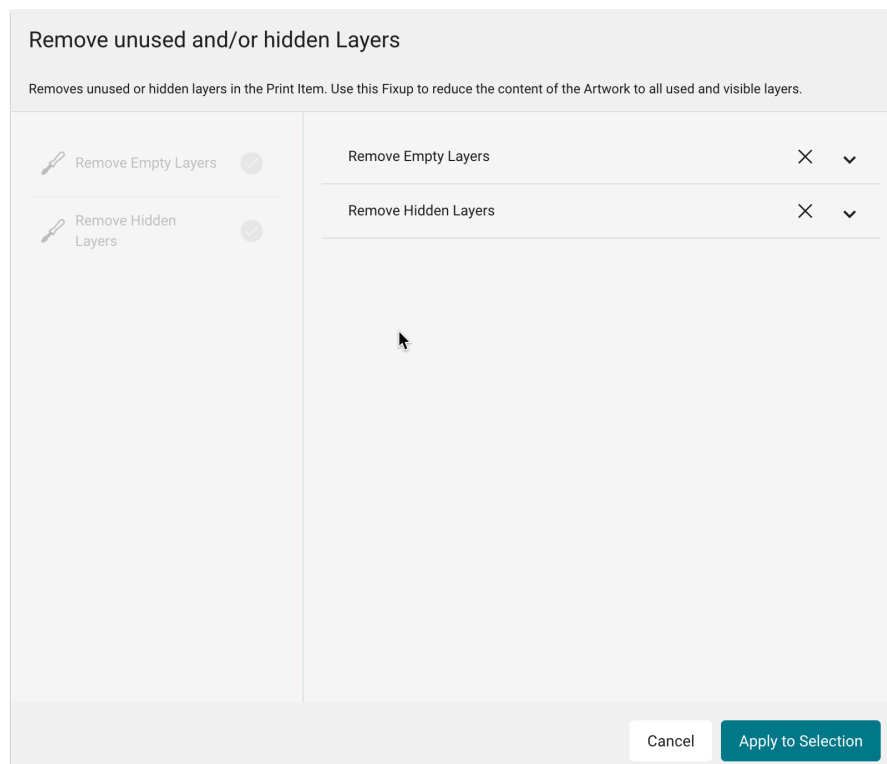 Remove unused and/or hidden Layers
Removes unused or hidden layers in the Print Item. Use this Fixup to reduce the content of the Artwork to all used and visible layers.
Remove Empty Layers
Remove Hidden
Layers
Remove Empty Layers
Remove Hidden Layers
Cancel
Apply to Selection